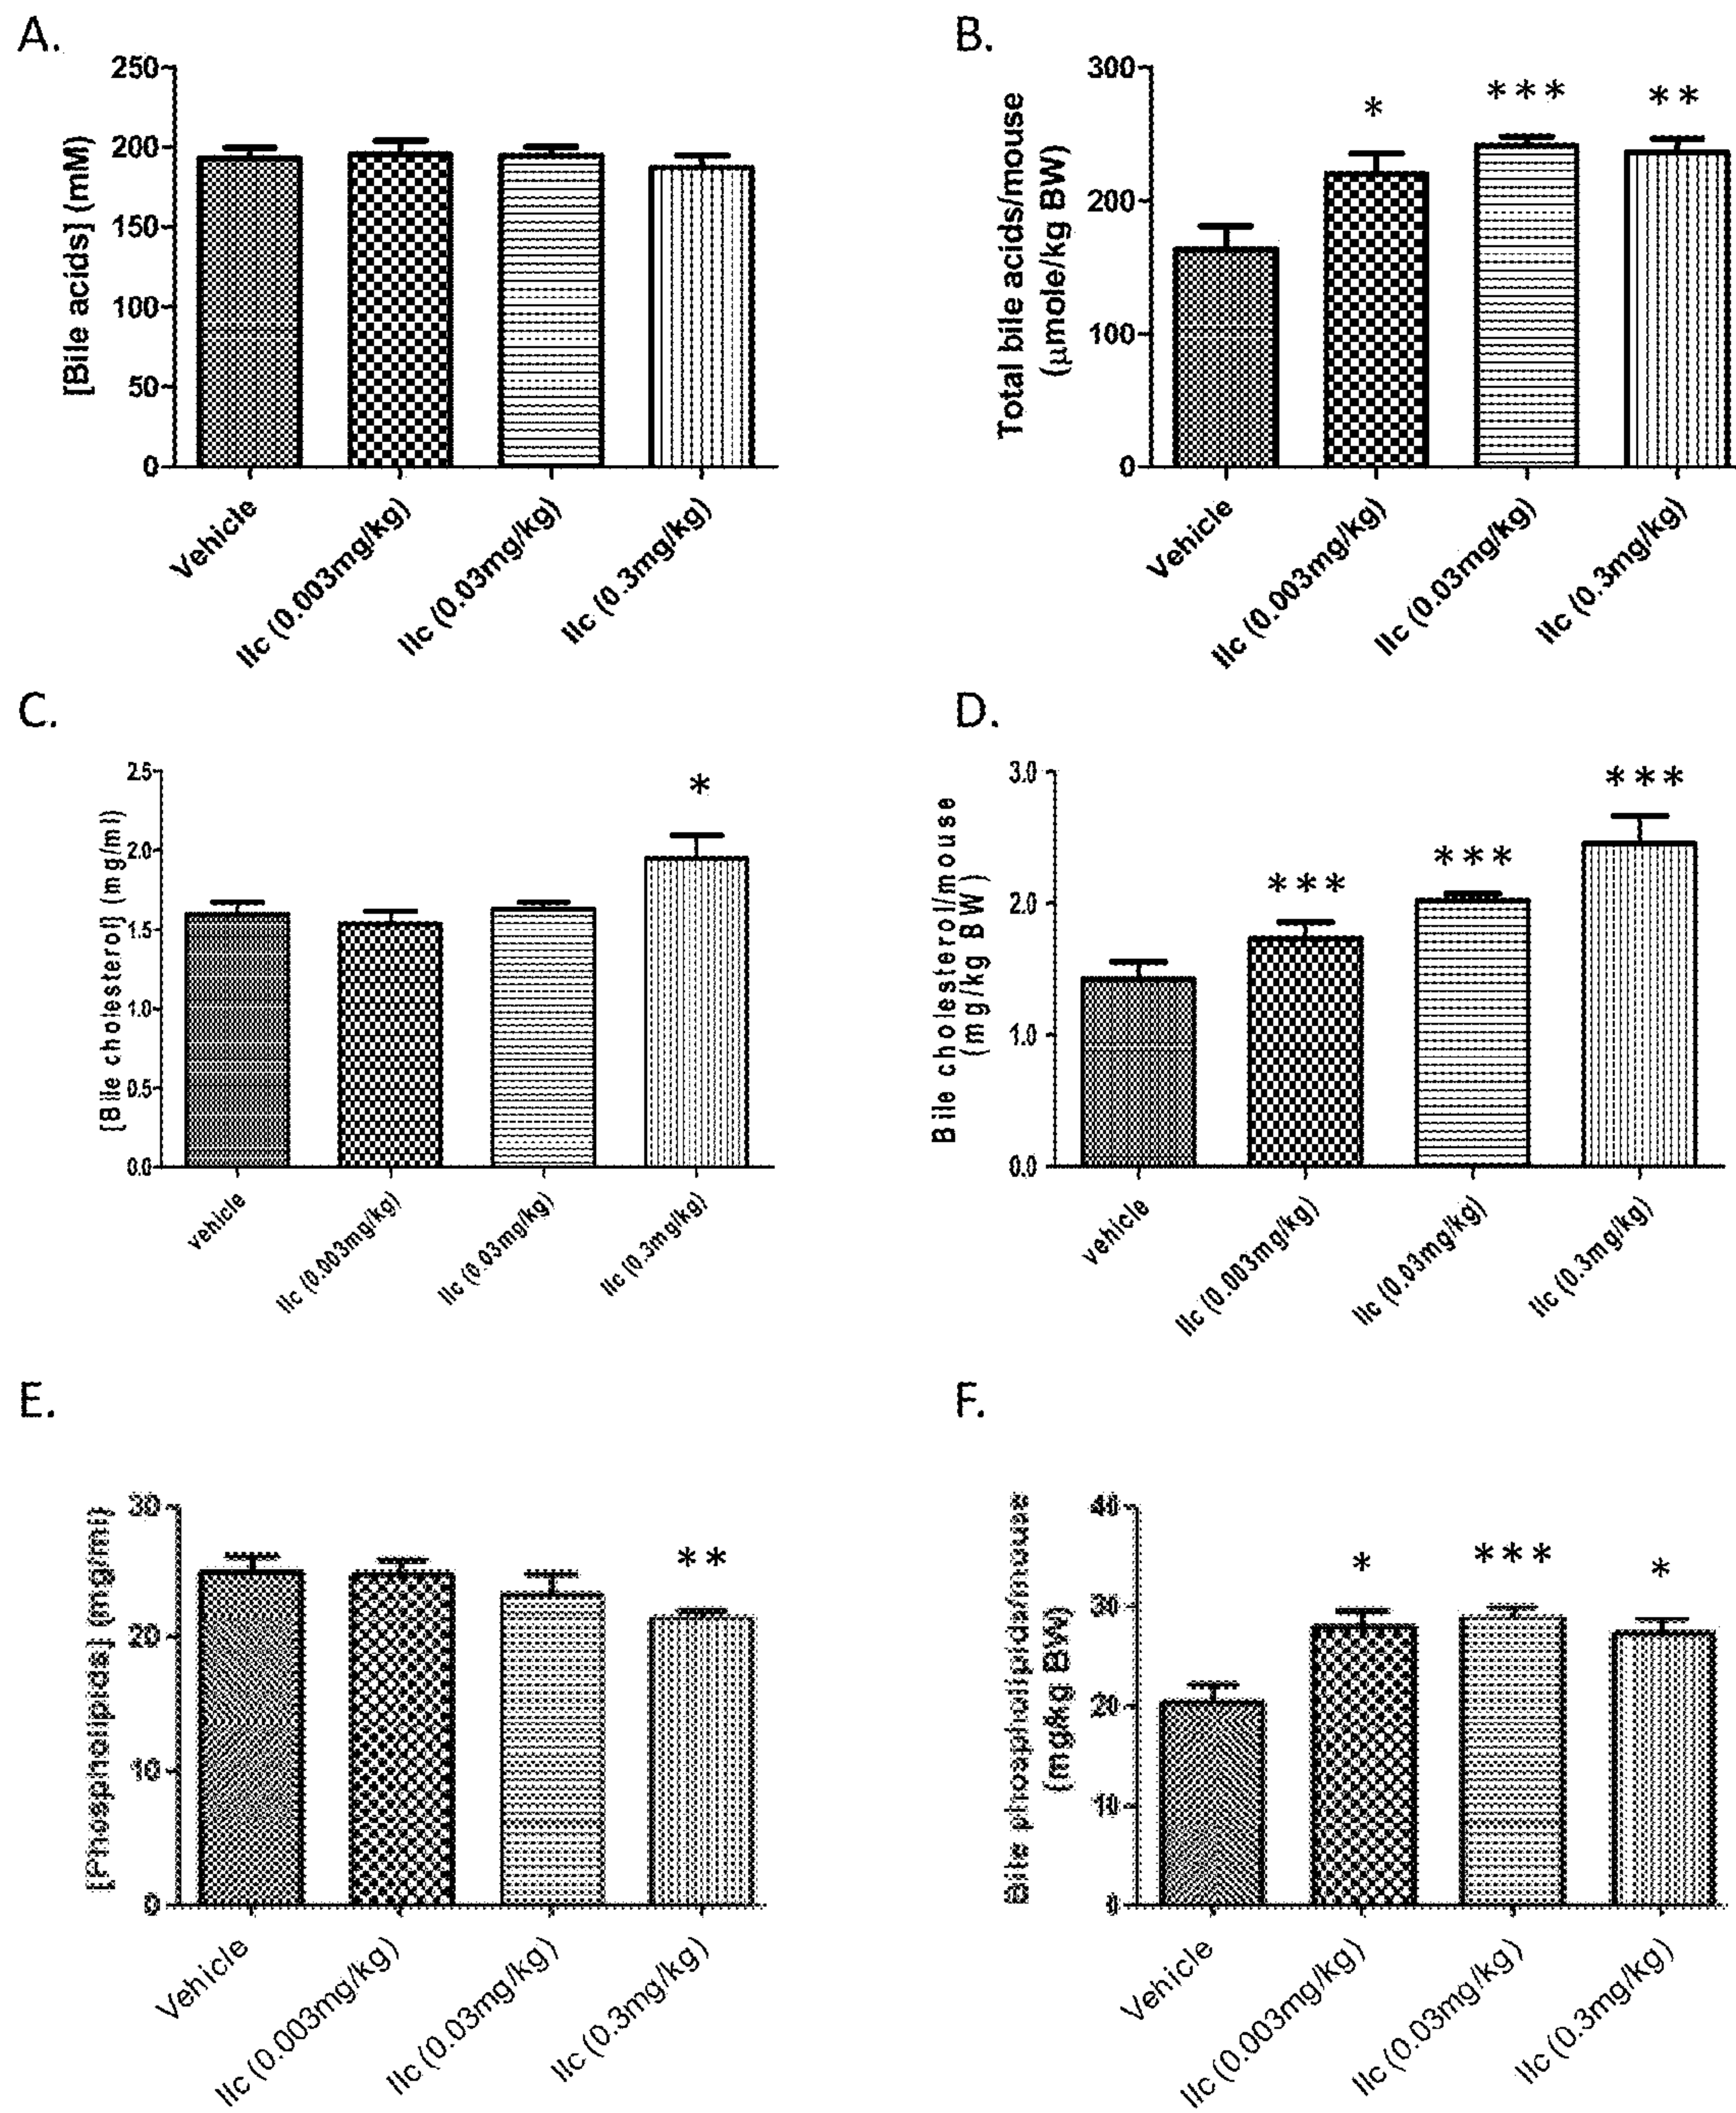 A.
[Bile acids] (mM)
250
200
150
100
50
0
Vehicle
IIc (0.003mg/kg)
IIc (0.03mg/kg)
IIc (0.3mg/kg)
B.
Total bile acids/mouse
(μmole/kg BW)
300
200
100
0
*
***
**
Vehicle
IIc (0.003mg/kg)
IIc (0.03mg/kg)
IIc (0.3mg/kg)
C.
[Bile cholesterol] (mg/ml)
2.5
2.0
1.5
1.0
0.5
0.0
*
vehicle
IIc (0.003mg/kg)
IIc (0.03mg/kg)
IIc (0.3mg/kg)
D.
Bile cholesterol/mouse
(mg/kg BW)
3.0
2.0
1.0
0.0
***
***
***
vehicle
IIc (0.003mg/kg)
IIc (0.03mg/kg)
IIc (0.3mg/kg)
E.
[Phospholipids] (mg/ml)
30
20
10
0
**
Vehicle
IIc (0.003mg/kg)
IIc (0.03mg/kg)
IIc (0.3mg/kg)
F.
Bile phospholipids/mouse
(mg/kg BW)
40
30
20
10
0
*
***
*
Vehicle
IIc (0.003mg/kg)
IIc (0.03mg/kg)
IIc (0.3mg/kg)